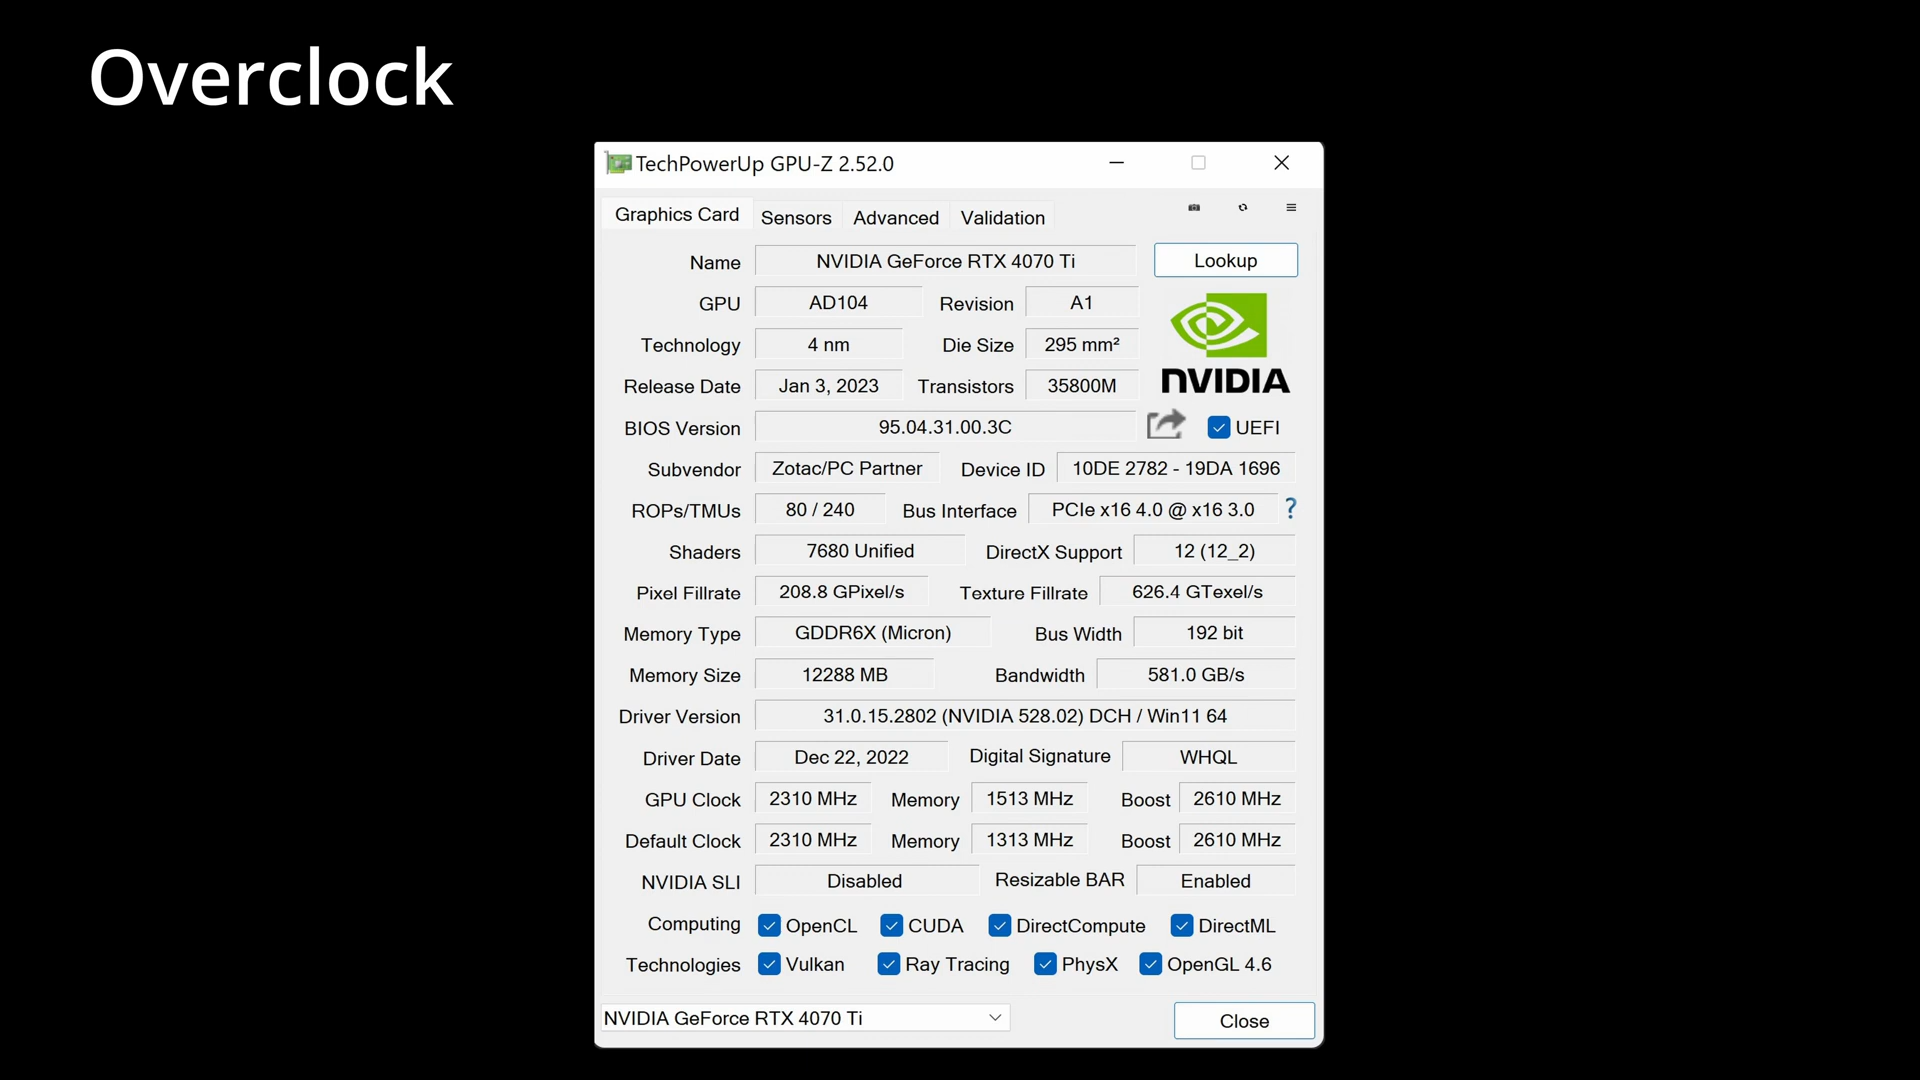 Overclock
TechPowerUp GPU-Z 2.52.0
Graphics Card Sensors Advanced Validation
Name NVIDIA GeForce RTX 4070 Ti Lookup
GPU AD104 Revision A1
Technology 4 nm Die Size 295 mm²
Release Date Jan 3, 2023 Transistors 35800M
NVIDIA
BIOS Version 95.04.31.00.3C UEFI
Subvendor Zotac/PC Partner Device ID 10DE 2782 - 19DA 1696
ROPs/TMUs 80 / 240 Bus Interface PCIe x16 4.0 @ x16 3.0 ?
Shaders 7680 Unified DirectX Support 12 (12_2)
Pixel Fillrate 208.8 GPixel/s Texture Fillrate 626.4 GTexel/s
Memory Type GDDR6X (Micron) Bus Width 192 bit
Memory Size 12288 MB Bandwidth 581.0 GB/s
Driver Version 31.0.15.2802 (NVIDIA 528.02) DCH / Win11 64
Driver Date Dec 22, 2022 Digital Signature WHQL
GPU Clock 2310 MHz Memory 1513 MHz Boost 2610 MHz
Default Clock 2310 MHz Memory 1313 MHz Boost 2610 MHz
NVIDIA SLI Disabled Resizable BAR Enabled
Computing OpenCL CUDA DirectCompute DirectML
Technologies Vulkan Ray Tracing PhysX OpenGL 4.6
NVIDIA GeForce RTX 4070 Ti Close